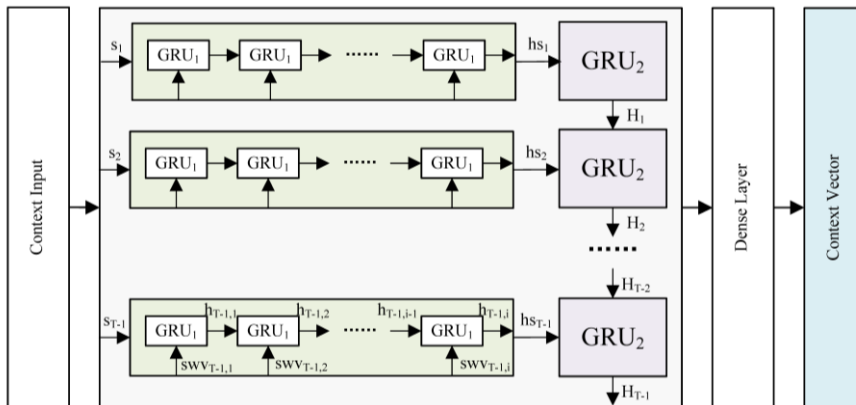 Context Input
s1
GRU1
GRU1
......
GRU1
hs1
GRU2
H1
s2
GRU1
GRU1
......
GRU1
hs2
GRU2
H2
......
HT-2
sT-1
hT-1,1
hT-1,2
hT-1,i-1
hT-1,i
GRU1
GRU1
......
GRU1
swvT-1,1
swvT-1,2
swvT-1,i
hsT-1
GRU2
HT-1
Dense Layer
Context Vector